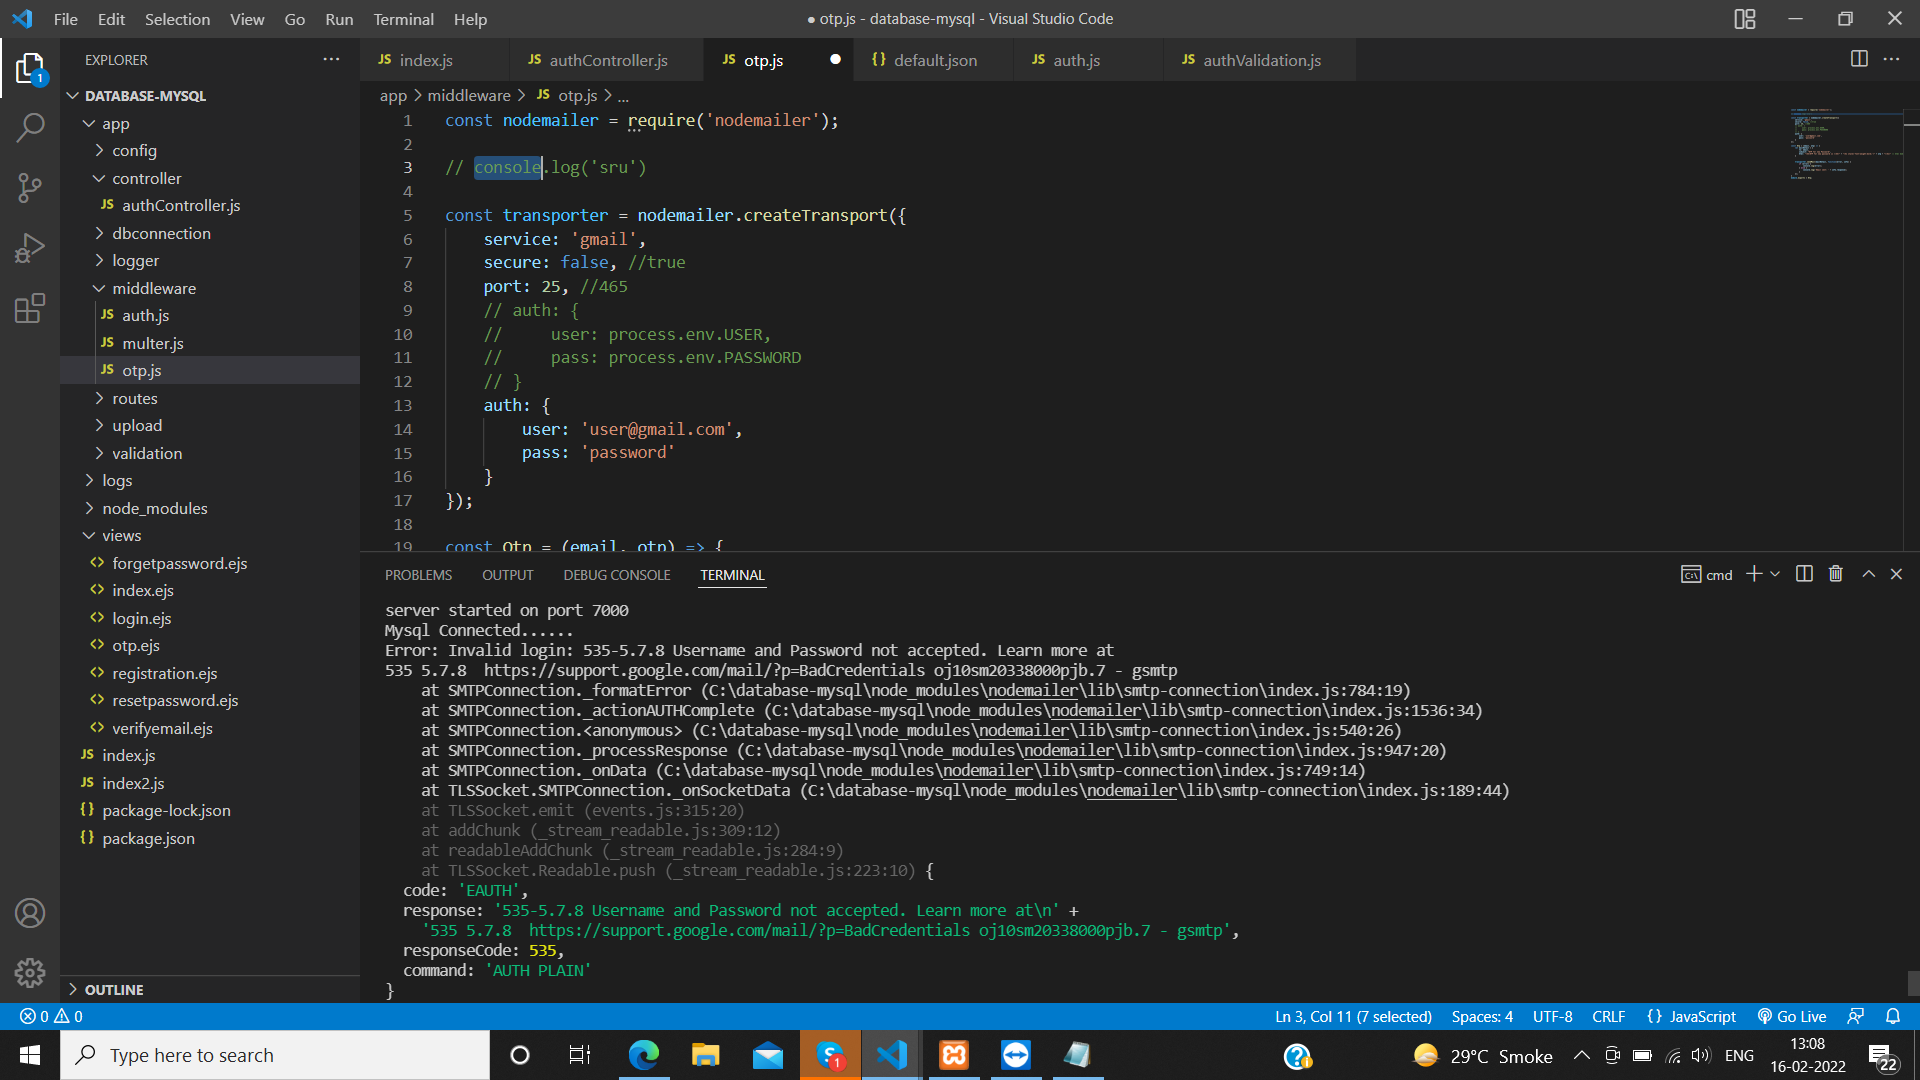 File Edit Selection View Go Run Terminal Help
● otp.js - database-mysql - Visual Studio Code
EXPLORER ...
1
DATABASE-MYSQL
app
config
controller
JS authController.js
dbconnection
logger
middleware
JS auth.js
JS multer.js
JS otp.js
routes
upload
validation
logs
node_modules
views
<> forgetpassword.ejs
<> index.ejs
<> login.ejs
<> otp.ejs
<> registration.ejs
<> resetpassword.ejs
<> verifyemail.ejs
JS index.js
JS index2.js
{} package-lock.json
{} package.json
OUTLINE
JS index.js JS authController.js JS otp.js ● {} default.json JS auth.js JS authValidation.js
app > middleware > JS otp.js > ...
1 const nodemailer = require('nodemailer');
2
3 // console.log('sru')
4
5 const transporter = nodemailer.createTransport({
6 service: 'gmail',
7 secure: false, //true
8 port: 25, //465
9 // auth: {
10 // user: process.env.USER,
11 // pass: process.env.PASSWORD
12 // }
13 auth: {
14 user: 'user@gmail.com',
15 pass: 'password'
16 }
17 });
18
19 const Otp = (email, otp) => {
PROBLEMS OUTPUT DEBUG CONSOLE TERMINAL
cmd
server started on port 7000
Mysql Connected......
Error: Invalid login: 535-5.7.8 Username and Password not accepted. Learn more at
535 5.7.8  https://support.google.com/mail/?p=BadCredentials oj10sm20338000pjb.7 - gsmtp
at SMTPConnection._formatError (C:\database-mysql\node_modules\nodemailer\lib\smtp-connection\index.js:784:19)
at SMTPConnection._actionAUTHComplete (C:\database-mysql\node_modules\nodemailer\lib\smtp-connection\index.js:1536:34)
at SMTPConnection.<anonymous> (C:\database-mysql\node_modules\nodemailer\lib\smtp-connection\index.js:540:26)
at SMTPConnection._processResponse (C:\database-mysql\node_modules\nodemailer\lib\smtp-connection\index.js:947:20)
at SMTPConnection._onData (C:\database-mysql\node_modules\nodemailer\lib\smtp-connection\index.js:749:14)
at TLSSocket.SMTPConnection._onSocketData (C:\database-mysql\node_modules\nodemailer\lib\smtp-connection\index.js:189:44)
at TLSSocket.emit (events.js:315:20)
at addChunk (_stream_readable.js:309:12)
at readableAddChunk (_stream_readable.js:284:9)
at TLSSocket.Readable.push (_stream_readable.js:223:10) {
code: 'EAUTH',
response: '535-5.7.8 Username and Password not accepted. Learn more at\n' +
'535 5.7.8  https://support.google.com/mail/?p=BadCredentials oj10sm20338000pjb.7 - gsmtp',
responseCode: 535,
command: 'AUTH PLAIN'
}
0 0
Ln 3, Col 11 (7 selected) Spaces: 4 UTF-8 CRLF {} JavaScript Go Live
Type here to search
1
29°C Smoke
ENG
13:08
16-02-2022
22